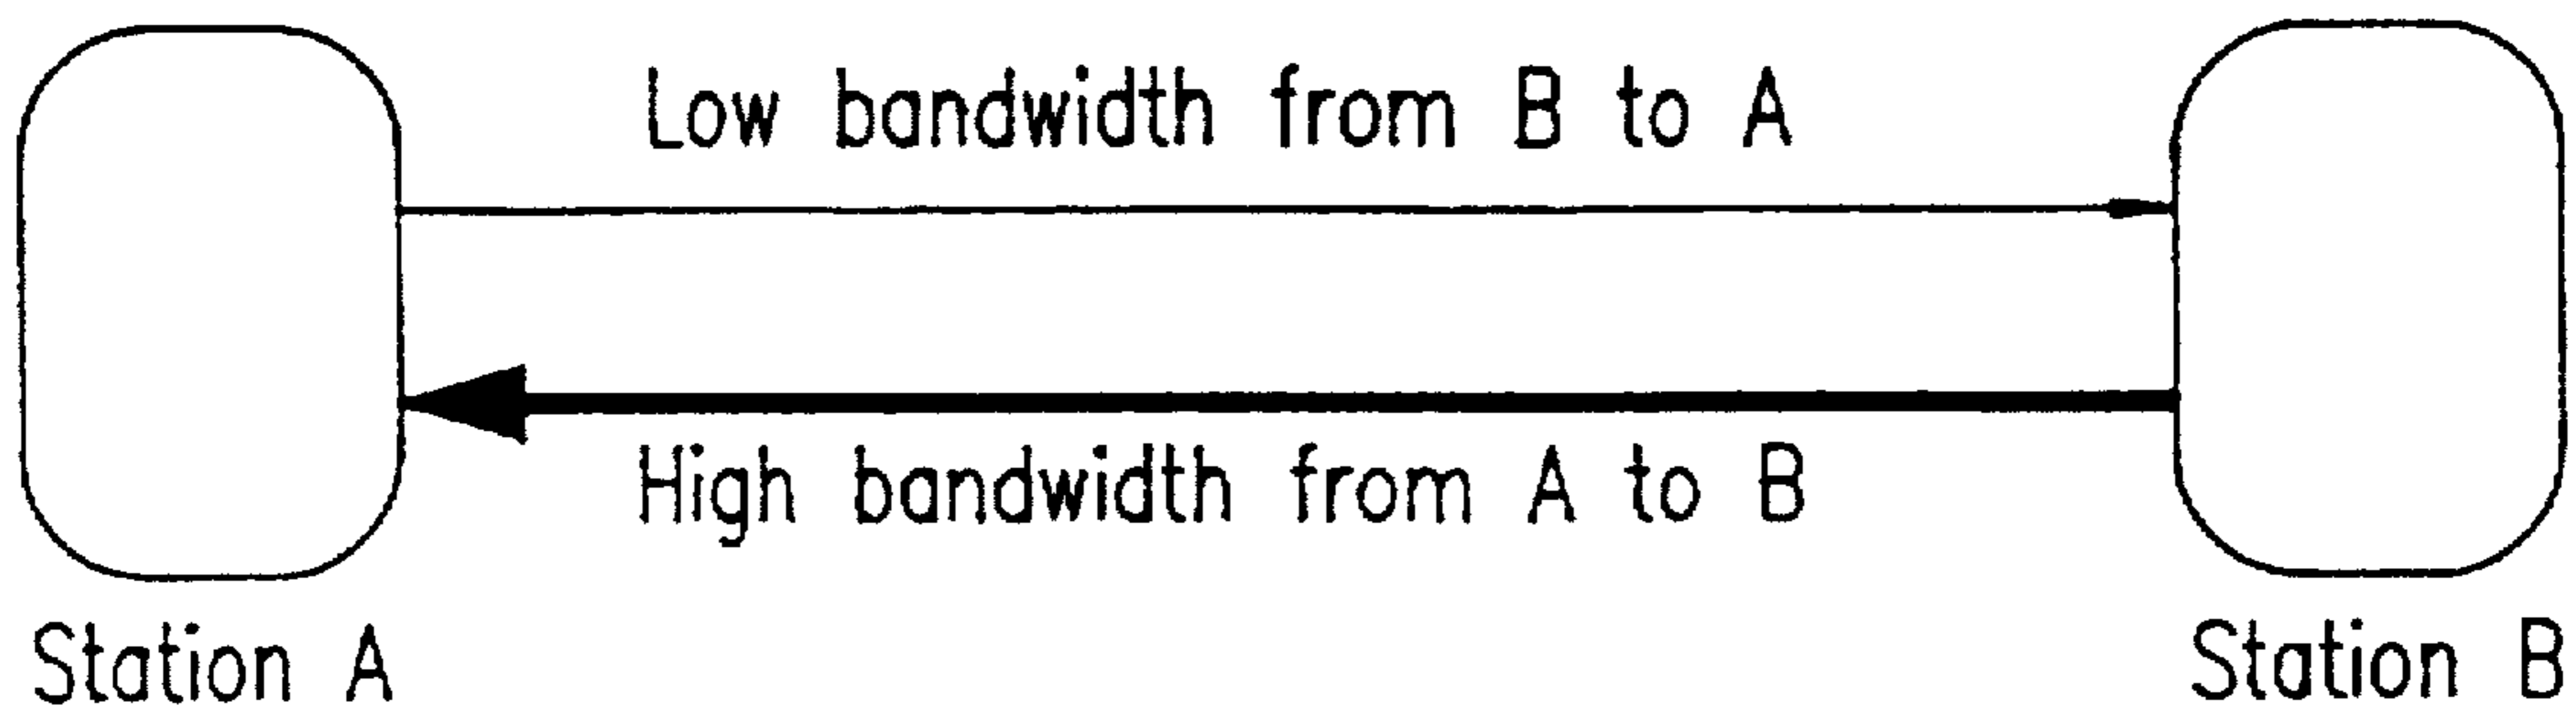 Low bandwidth from B to A
High bandwidth from A to B
Station A
Station B